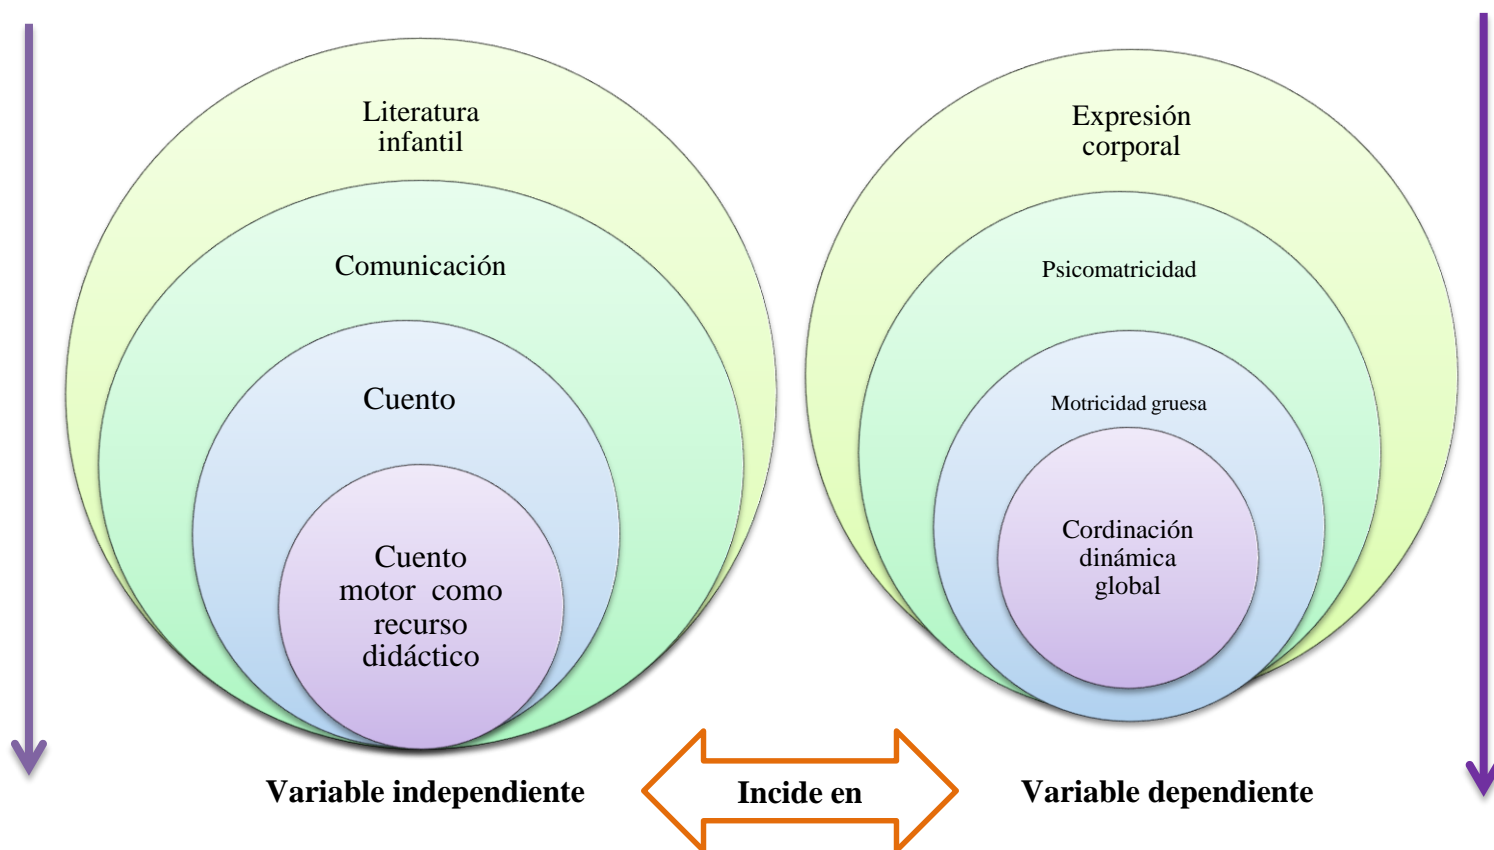 Literatura
infantil
Comunicación
Cuento
Cuento
motor como
recurso
didáctico
Expresión
corporal
Psicomatricidad
Motricidad gruesa
Cordinación
dinámica
global
Variable independiente
Incide en
Variable dependiente